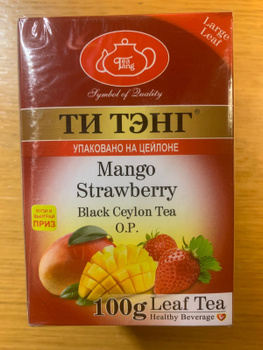 Large
Leaf
Tea
Tang
Symbol of Quality
ТИ ТЭНГ®
УПАКОВАНО НА ЦЕЙЛОНЕ
Mango
Strawberry
Black Ceylon Tea
O.P.
ПРИЗ
100g Leaf Tea
Healthy Beverage